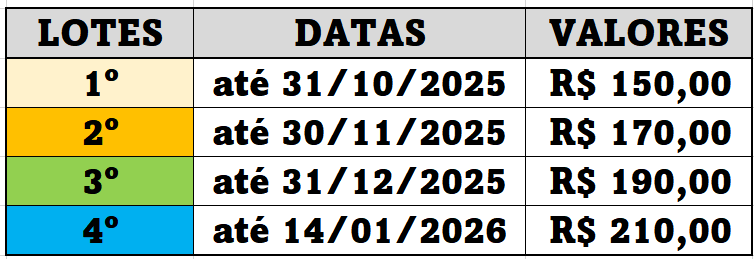 LOTES DATAS VALORES
1º até 31/10/2025 R$ 150,00
2º até 30/11/2025 R$ 170,00
3º até 31/12/2025 R$ 190,00
4º até 14/01/2026 R$ 210,00